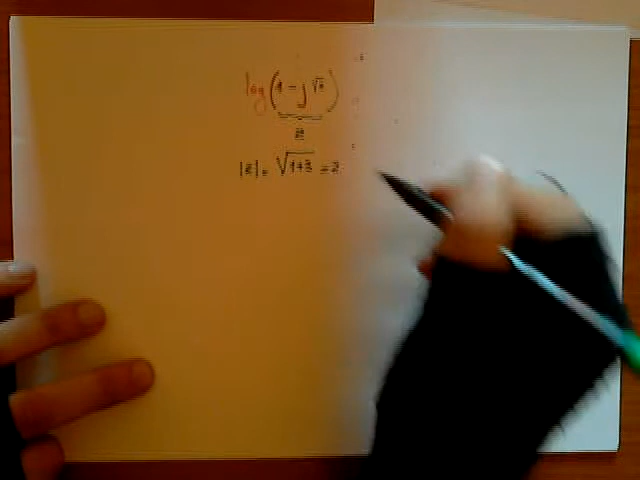 log(1 - j√3)
z
|z| = √1+3 = 2